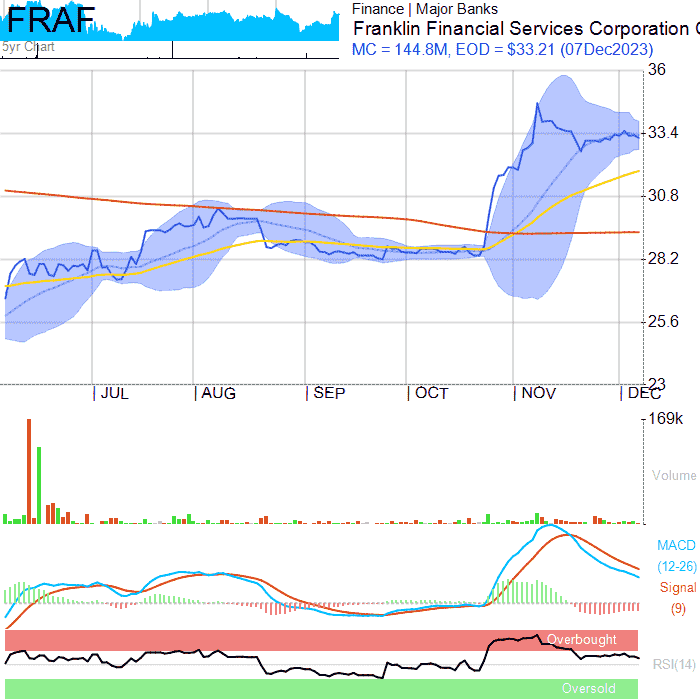 FRAF
5yr Chart
Finance | Major Banks
Franklin Financial Services Corporation
MC = 144.8M, EOD = $33.21 (07Dec2023)
36
33.4
30.8
28.2
25.6
23
JUL AUG SEP OCT NOV DEC
169k
Volume
MACD
(12-26)
Signal
(9)
Overbought
RSI(14)
Oversold